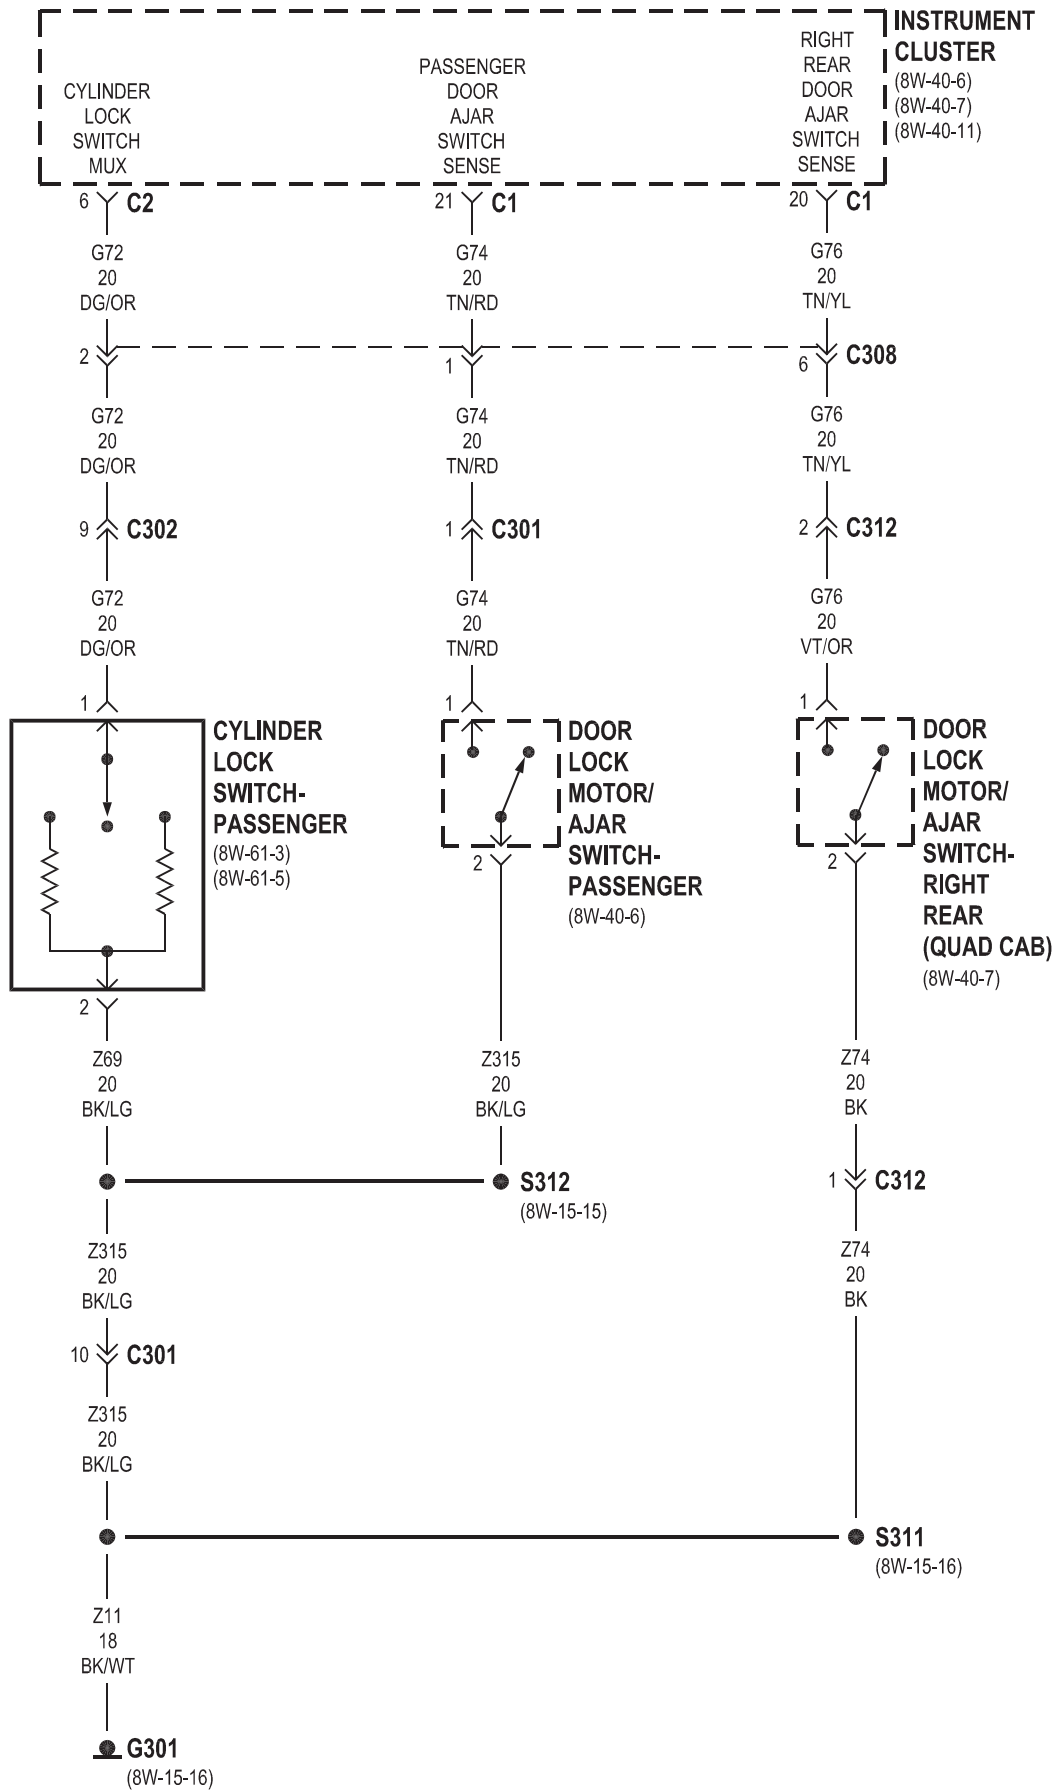 INSTRUMENT
CLUSTER
(8W-40-6)
(8W-40-7)
(8W-40-11)
CYLINDER
LOCK
SWITCH
MUX
PASSENGER
DOOR
AJAR
SWITCH
SENSE
RIGHT
REAR
DOOR
AJAR
SWITCH
SENSE
6 C2
21 C1
20 C1
G72
20
DG/OR
G74
20
TN/RD
G76
20
TN/YL
2
1
6 C308
G72
20
DG/OR
G74
20
TN/RD
G76
20
TN/YL
9 C302
1 C301
2 C312
G72
20
DG/OR
G74
20
TN/RD
G76
20
VT/OR
1
1
1
CYLINDER
LOCK
SWITCH-
PASSENGER
(8W-61-3)
(8W-61-5)
DOOR
LOCK
MOTOR/
AJAR
SWITCH-
PASSENGER
(8W-40-6)
DOOR
LOCK
MOTOR/
AJAR
SWITCH-
RIGHT
REAR
(QUAD CAB)
(8W-40-7)
2
2
2
Z69
20
BK/LG
Z315
20
BK/LG
Z74
20
BK
S312
(8W-15-15)
1 C312
Z315
20
BK/LG
Z74
20
BK
10 C301
Z315
20
BK/LG
S311
(8W-15-16)
Z11
18
BK/WT
G301
(8W-15-16)